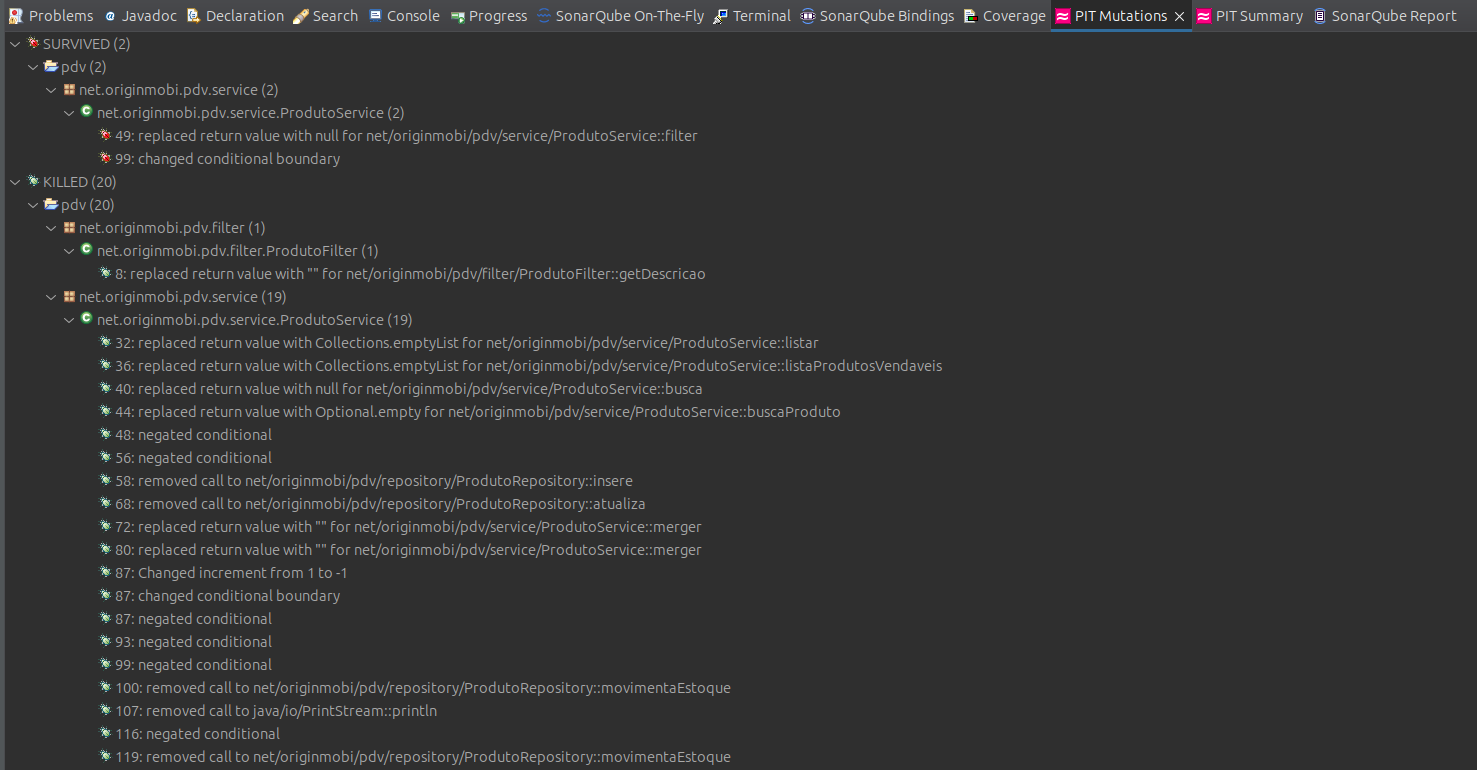 Problems Javadoc Declaration Search Console Progress SonarQube On-The-Fly Terminal SonarQube Bindings Coverage PIT Mutations PIT Summary SonarQube Report
SURVIVED (2)
pdv (2)
net.originmobi.pdv.service (2)
net.originmobi.pdv.service.ProdutoService (2)
49: replaced return value with null for net/originmobi/pdv/service/ProdutoService::filter
99: changed conditional boundary
KILLED (20)
pdv (20)
net.originmobi.pdv.filter (1)
net.originmobi.pdv.filter.ProdutoFilter (1)
8: replaced return value with "" for net/originmobi/pdv/filter/ProdutoFilter::getDescricao
net.originmobi.pdv.service (19)
net.originmobi.pdv.service.ProdutoService (19)
32: replaced return value with Collections.emptyList for net/originmobi/pdv/service/ProdutoService::listar
36: replaced return value with Collections.emptyList for net/originmobi/pdv/service/ProdutoService::listaProdutosVendaveis
40: replaced return value with null for net/originmobi/pdv/service/ProdutoService::busca
44: replaced return value with Optional.empty for net/originmobi/pdv/service/ProdutoService::buscaProduto
48: negated conditional
56: negated conditional
58: removed call to net/originmobi/pdv/repository/ProdutoRepository::insere
68: removed call to net/originmobi/pdv/repository/ProdutoRepository::atualiza
72: replaced return value with "" for net/originmobi/pdv/service/ProdutoService::merger
80: replaced return value with "" for net/originmobi/pdv/service/ProdutoService::merger
87: Changed increment from 1 to -1
87: changed conditional boundary
87: negated conditional
93: negated conditional
99: negated conditional
100: removed call to net/originmobi/pdv/repository/ProdutoRepository::movimentaEstoque
107: removed call to java/io/PrintStream::println
116: negated conditional
119: removed call to net/originmobi/pdv/repository/ProdutoRepository::movimentaEstoque